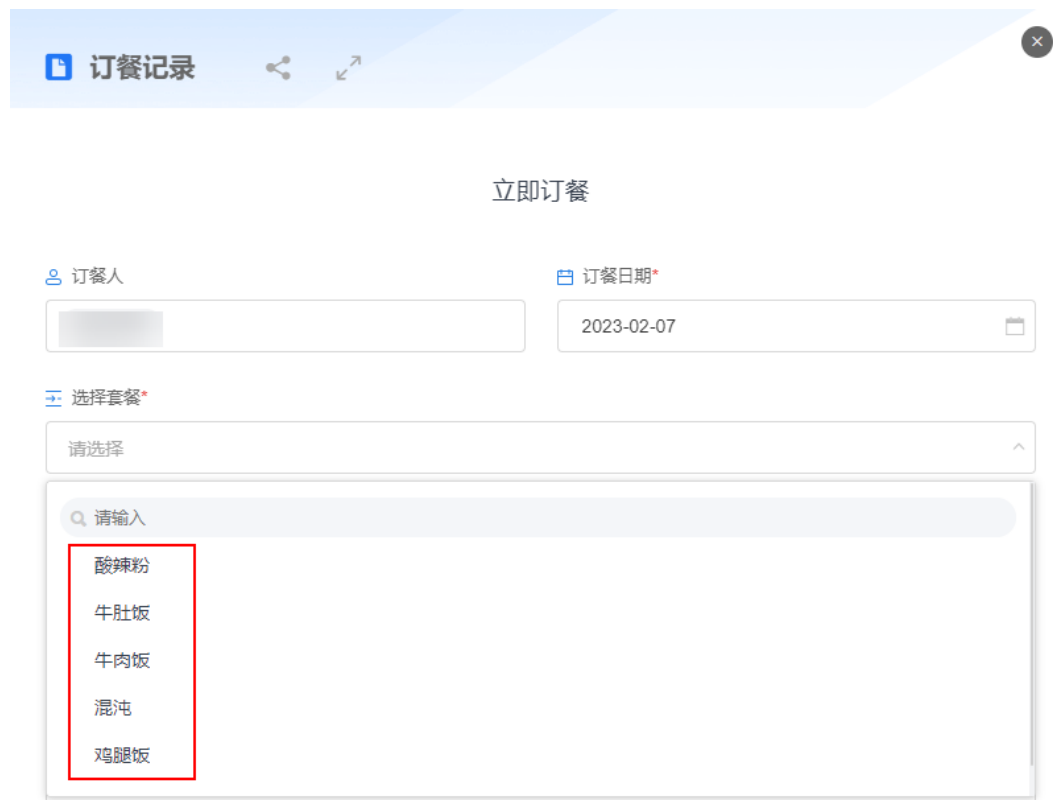 订餐记录
立即订餐
订餐人
订餐日期*
2023-02-07
选择套餐*
请选择
请输入
酸辣粉
牛肚饭
牛肉饭
混沌
鸡腿饭